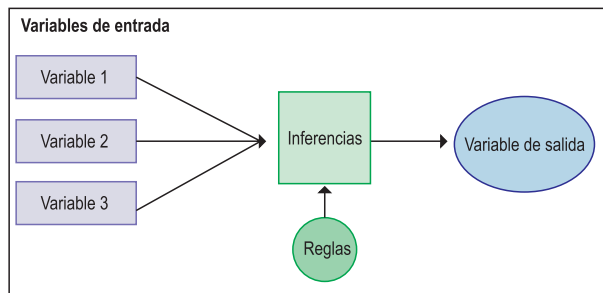 Variables de entrada
Variable 1
Variable 2
Variable 3
Inferencias
Reglas
Variable de salida